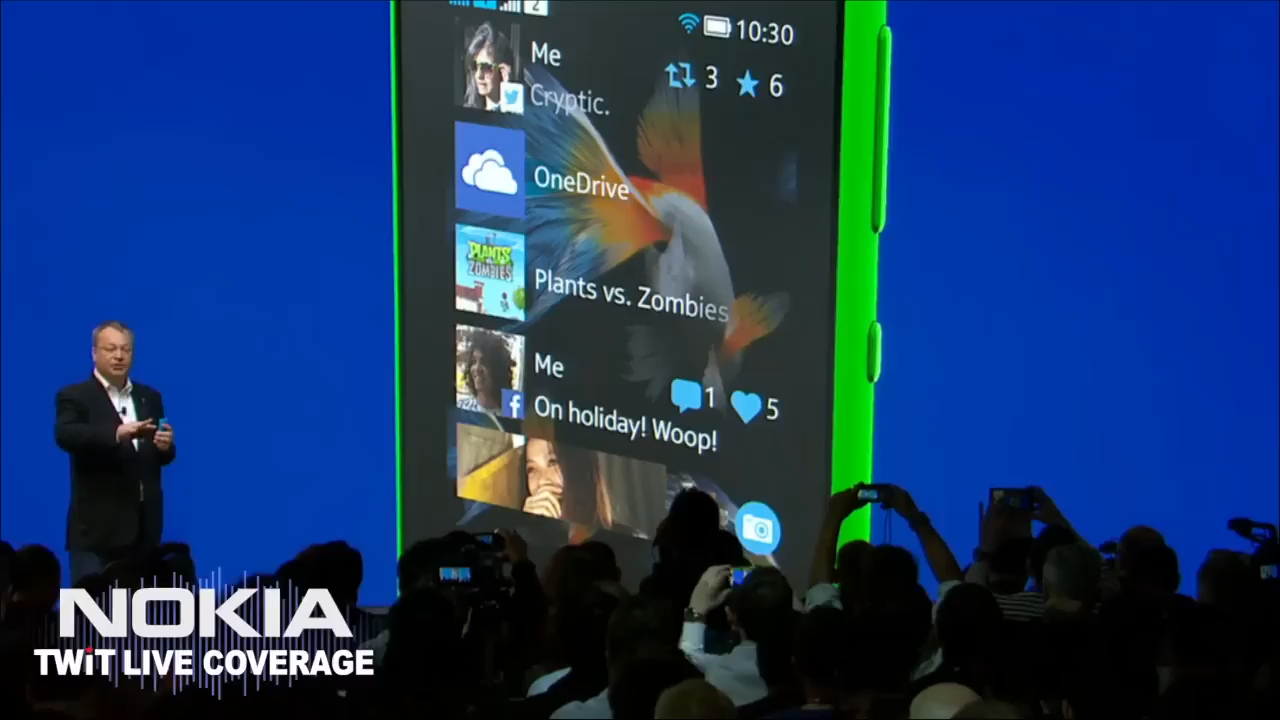 2
10:30
Me
3
6
Cryptic.
OneDrive
PLANTS
ZOMBIES
Plants vs. Zombies
Me
1
5
f
On holiday! Woop!
NOKIA
TWiT LIVE COVERAGE